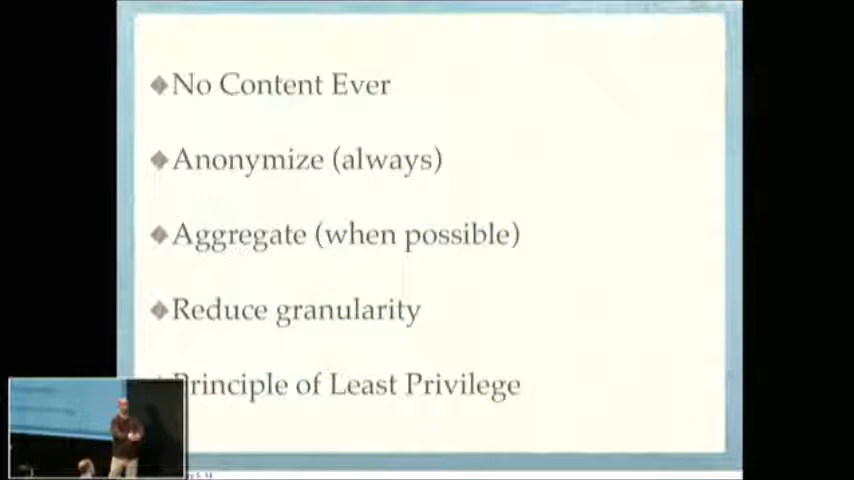 No Content Ever
Anonymize (always)
Aggregate (when possible)
Reduce granularity
Principle of Least Privilege